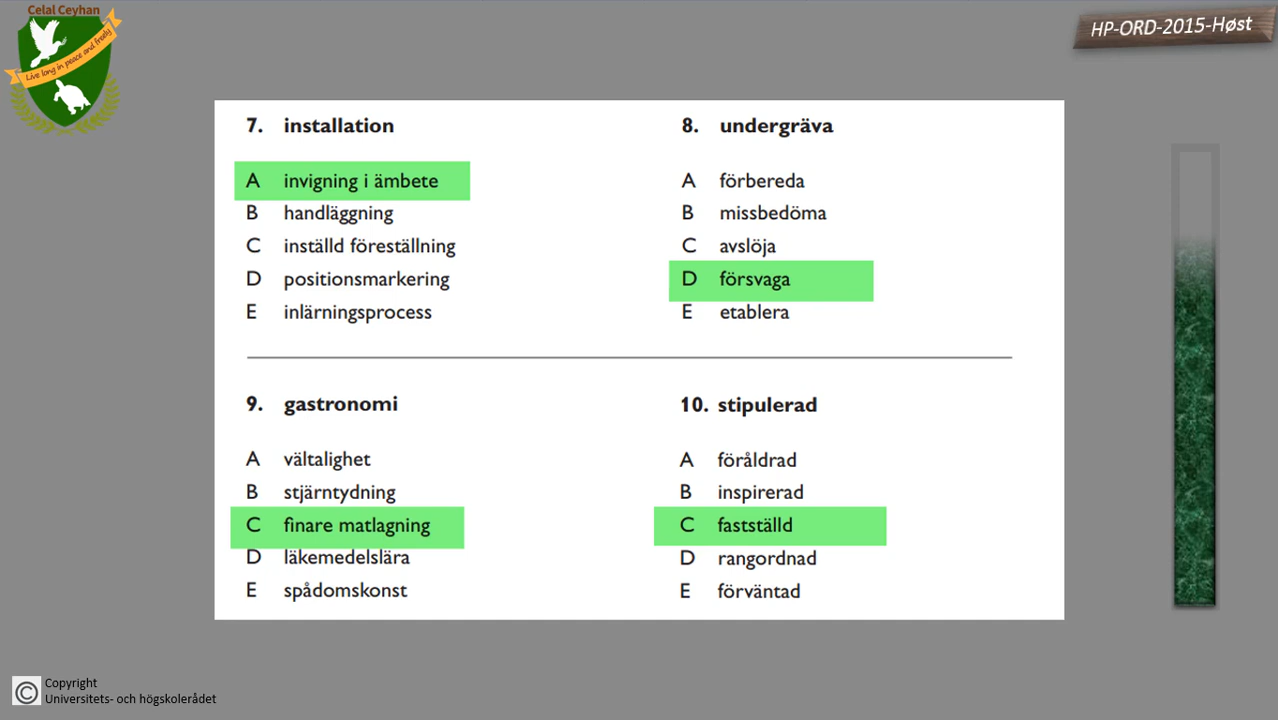 Celal Ceyhan
Live long in peace and freely
HP-ORD-2015-Høst
7. installation
A invigning i ämbete
B handläggning
C inställd föreställning
D positionsmarkering
E inlärningsprocess
8. undergräva
A förbereda
B missbedöma
C avslöja
D försvaga
E etablera
9. gastronomi
A vältalighet
B stjärntydning
C finare matlagning
D läkemedelslära
E spådomskonst
10. stipulerad
A föråldrad
B inspirerad
C fastställd
D rangordnad
E förväntad
© Copyright
Universitets- och högskolerådet